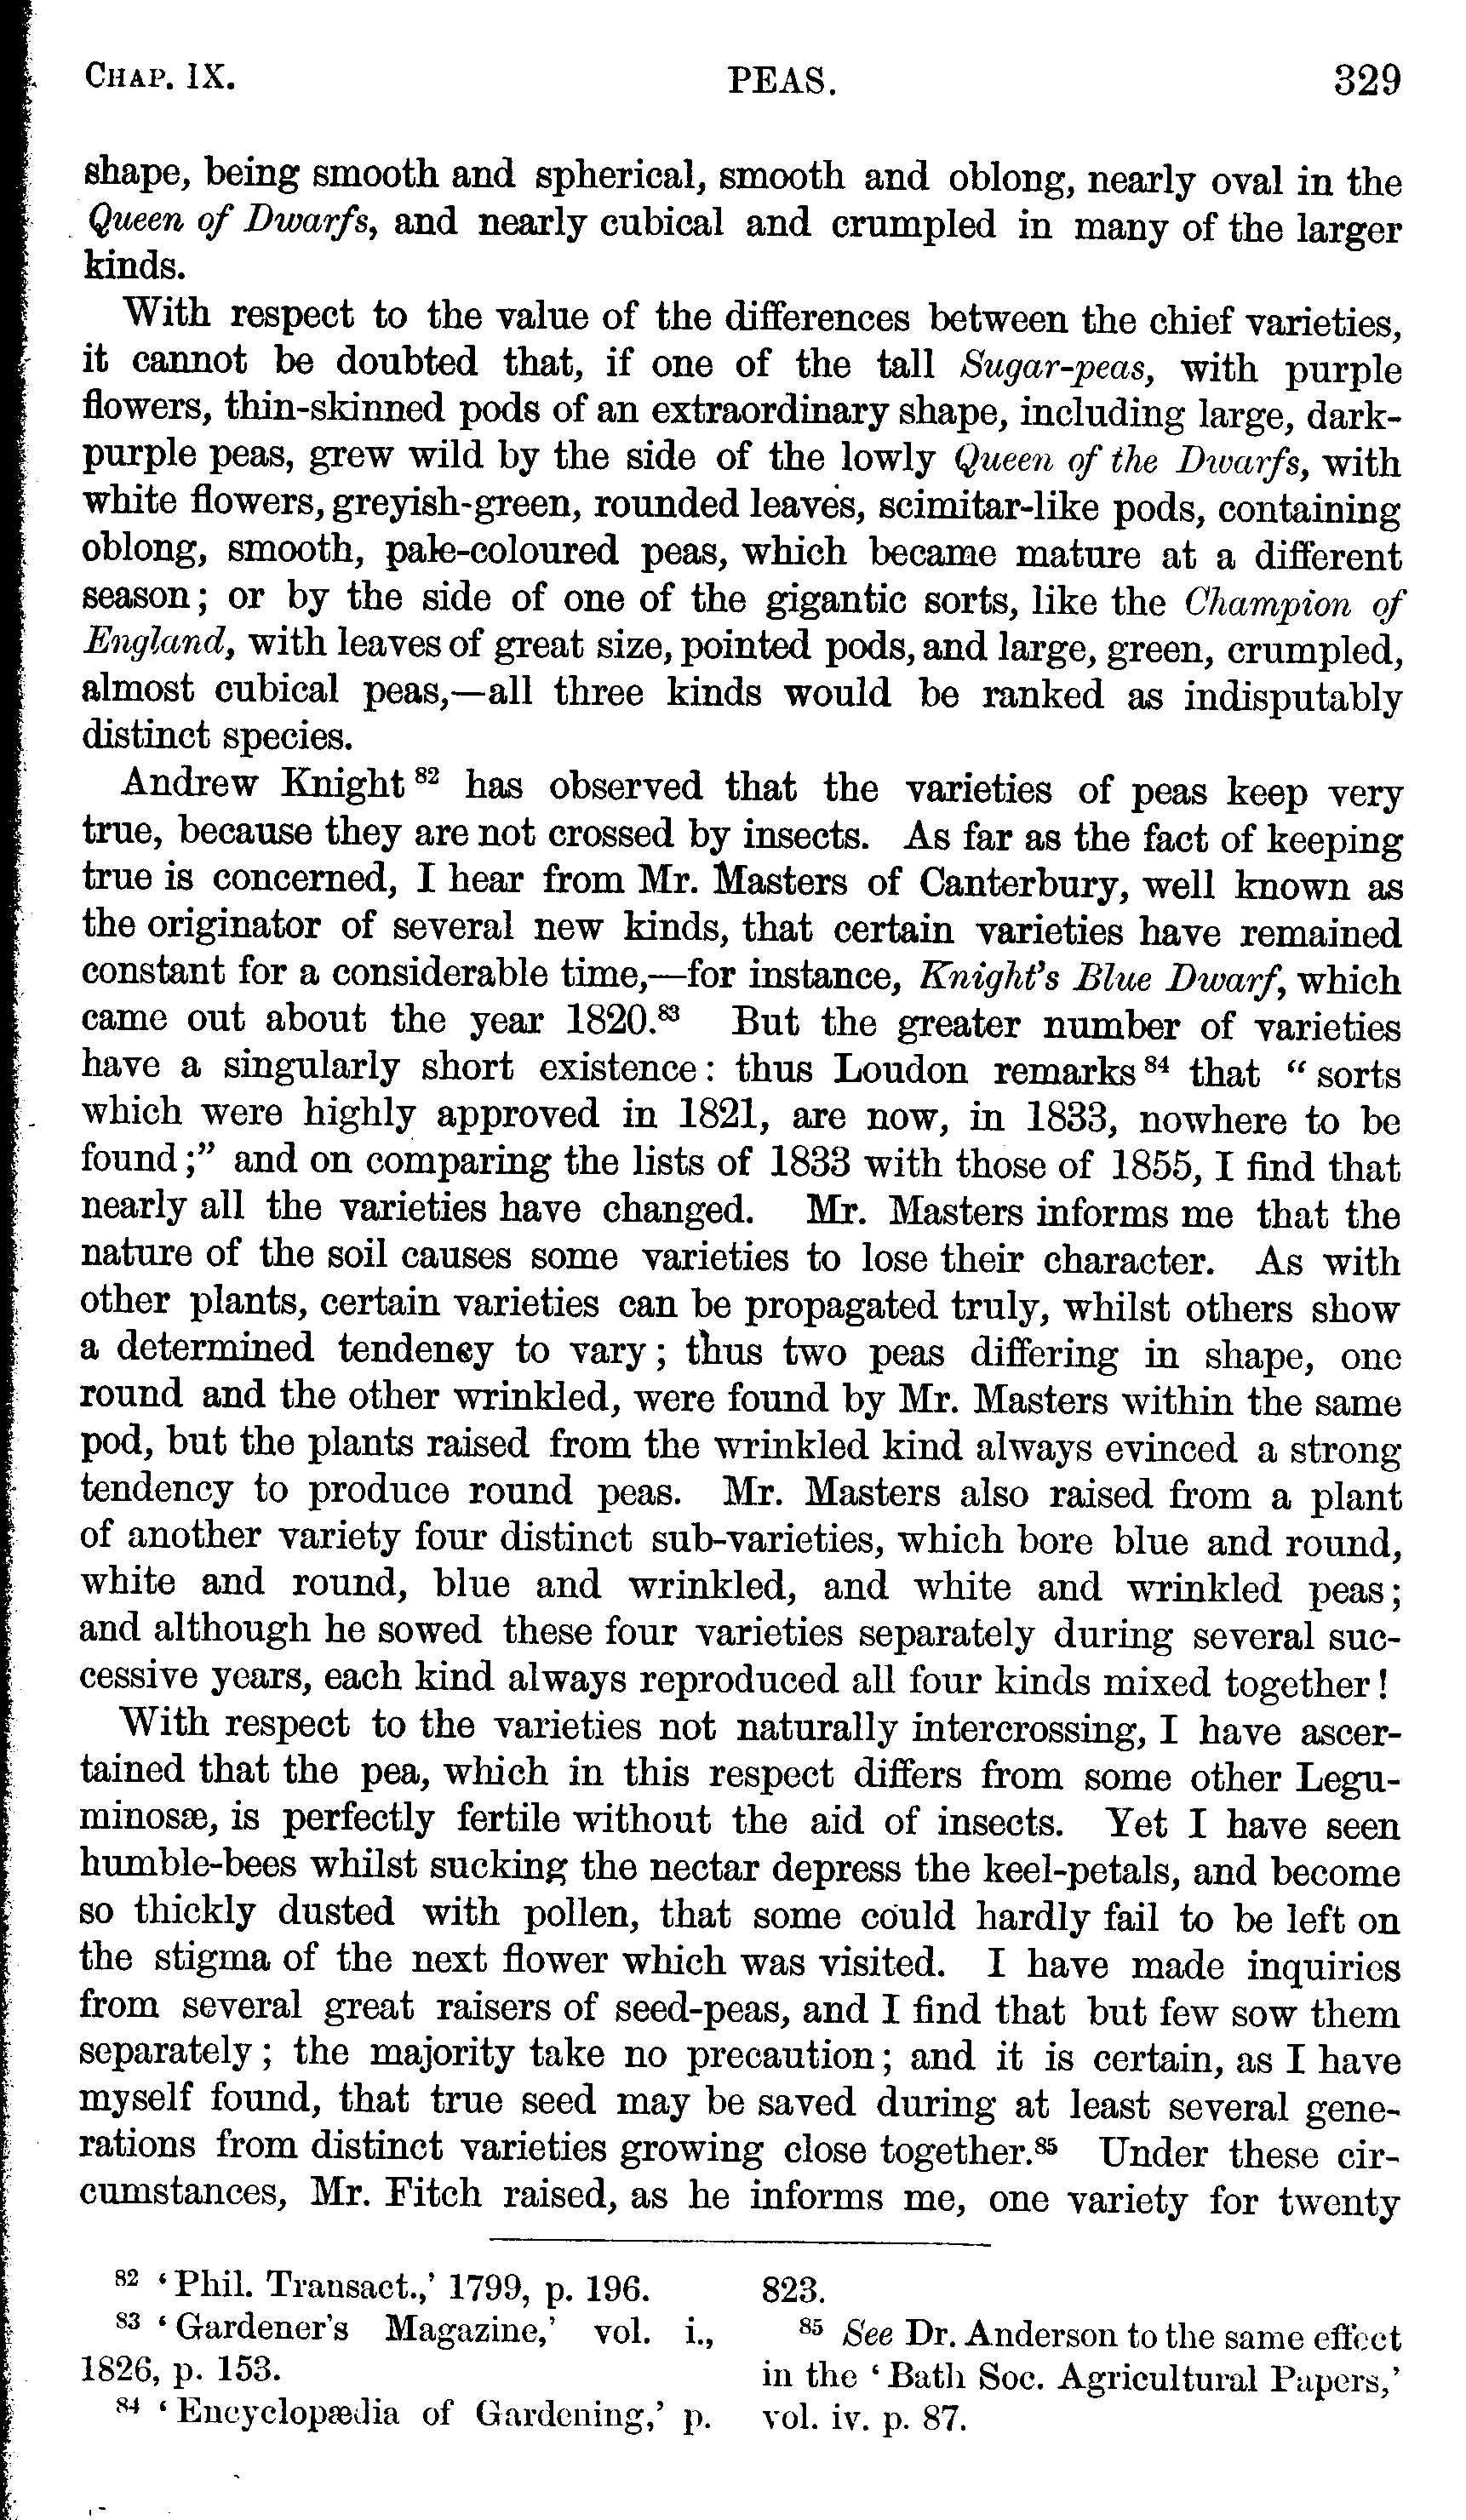 CHAP. IX. PEAS. 329
shape, being smooth and spherical, smooth and oblong, nearly oval in the
Queen of Dwarfs, and nearly cubical and crumpled in many of the larger
kinds.
With respect to the value of the differences between the chief varieties,
it cannot be doubted that, if one of the tall Sugar-peas, with purple
flowers, thin-skinned pods of an extraordinary shape, including large, dark-
purple peas, grew wild by the side of the lowly Queen of the Dwarfs, with
white flowers, greyish-green, rounded leaves, scimitar-like pods, containing
oblong, smooth, pale-coloured peas, which became mature at a different
season; or by the side of one of the gigantic sorts, like the Champion of
England, with leaves of great size, pointed pods, and large, green, crumpled,
almost cubical peas,—all three kinds would be ranked as indisputably
distinct species.
Andrew Knight 82 has observed that the varieties of peas keep very
true, because they are not crossed by insects. As far as the fact of keeping
true is concerned, I hear from Mr. Masters of Canterbury, well known as
the originator of several new kinds, that certain varieties have remained
constant for a considerable time,—for instance, Knight's Blue Dwarf, which
came out about the year 1820.83 But the greater number of varieties
have a singularly short existence: thus Loudon remarks 84 that “sorts
which were highly approved in 1821, are now, in 1833, nowhere to be
found;” and on comparing the lists of 1833 with those of 1855, I find that
nearly all the varieties have changed. Mr. Masters informs me that the
nature of the soil causes some varieties to lose their character. As with
other plants, certain varieties can be propagated truly, whilst others show
a determined tendency to vary; thus two peas differing in shape, one
round and the other wrinkled, were found by Mr. Masters within the same
pod, but the plants raised from the wrinkled kind always evinced a strong
tendency to produce round peas. Mr. Masters also raised from a plant
of another variety four distinct sub-varieties, which bore blue and round,
white and round, blue and wrinkled, and white and wrinkled peas;
and although he sowed these four varieties separately during several suc-
cessive years, each kind always reproduced all four kinds mixed together!
With respect to the varieties not naturally intercrossing, I have ascer-
tained that the pea, which in this respect differs from some other Legu-
minosæ, is perfectly fertile without the aid of insects. Yet I have seen
humble-bees whilst sucking the nectar depress the keel-petals, and become
so thickly dusted with pollen, that some could hardly fail to be left on
the stigma of the next flower which was visited. I have made inquiries
from several great raisers of seed-peas, and I find that but few sow them
separately; the majority take no precaution; and it is certain, as I have
myself found, that true seed may be saved during at least several gene-
rations from distinct varieties growing close together.85 Under these cir-
cumstances, Mr. Fitch raised, as he informs me, one variety for twenty
82 ‘Phil. Transact.,’ 1799, p. 196.
83 ‘Gardener's Magazine,’ vol. i.,
1826, p. 153.
84 ‘Encyclopædia of Gardening,’ p.
823.
85 See Dr. Anderson to the same effect
in the ‘Bath Soc. Agricultural Papers,’
vol. iv. p. 87.